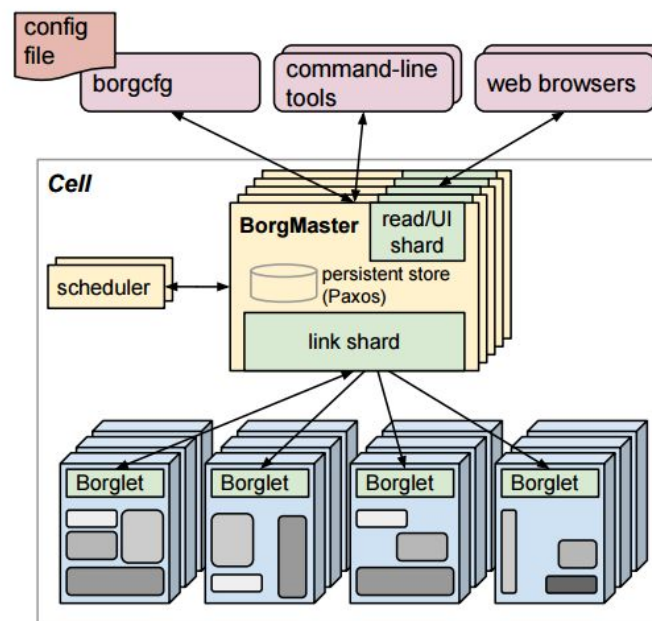 config
file
borgcfg
command-line
tools
web browsers
Cell
BorgMaster
read/UI
shard
persistent store
(Paxos)
scheduler
link shard
Borglet
Borglet
Borglet
Borglet